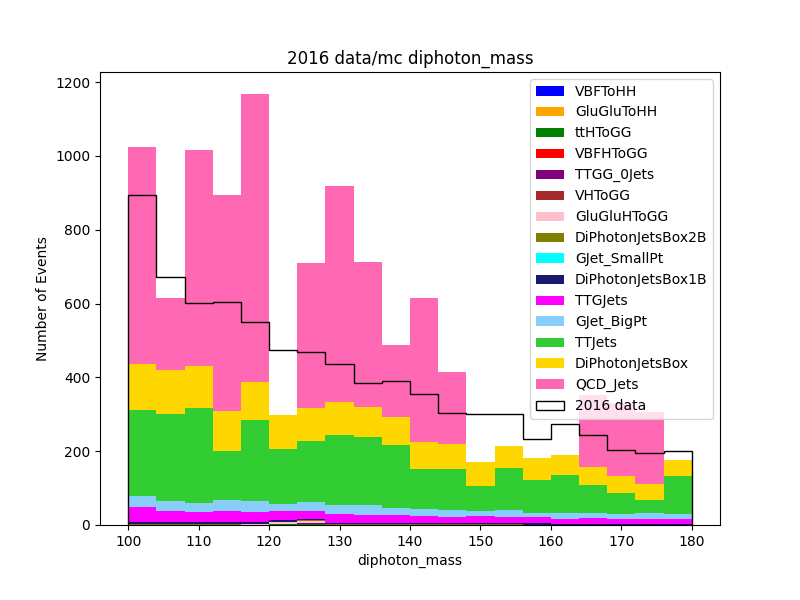 2016 data/mc diphoton_mass
Number of Events
1200
1000
800
600
400
200
0
100
110
120
130
140
150
160
170
180
diphoton_mass
VBFToHH
GluGluToHH
ttHToGG
VBFHToGG
TTGG_0Jets
VHToGG
GluGluHToGG
DiPhotonJetsBox2B
GJet_SmallPt
DiPhotonJetsBox1B
TTGJets
GJet_BigPt
TTJets
DiPhotonJetsBox
QCD_Jets
2016 data